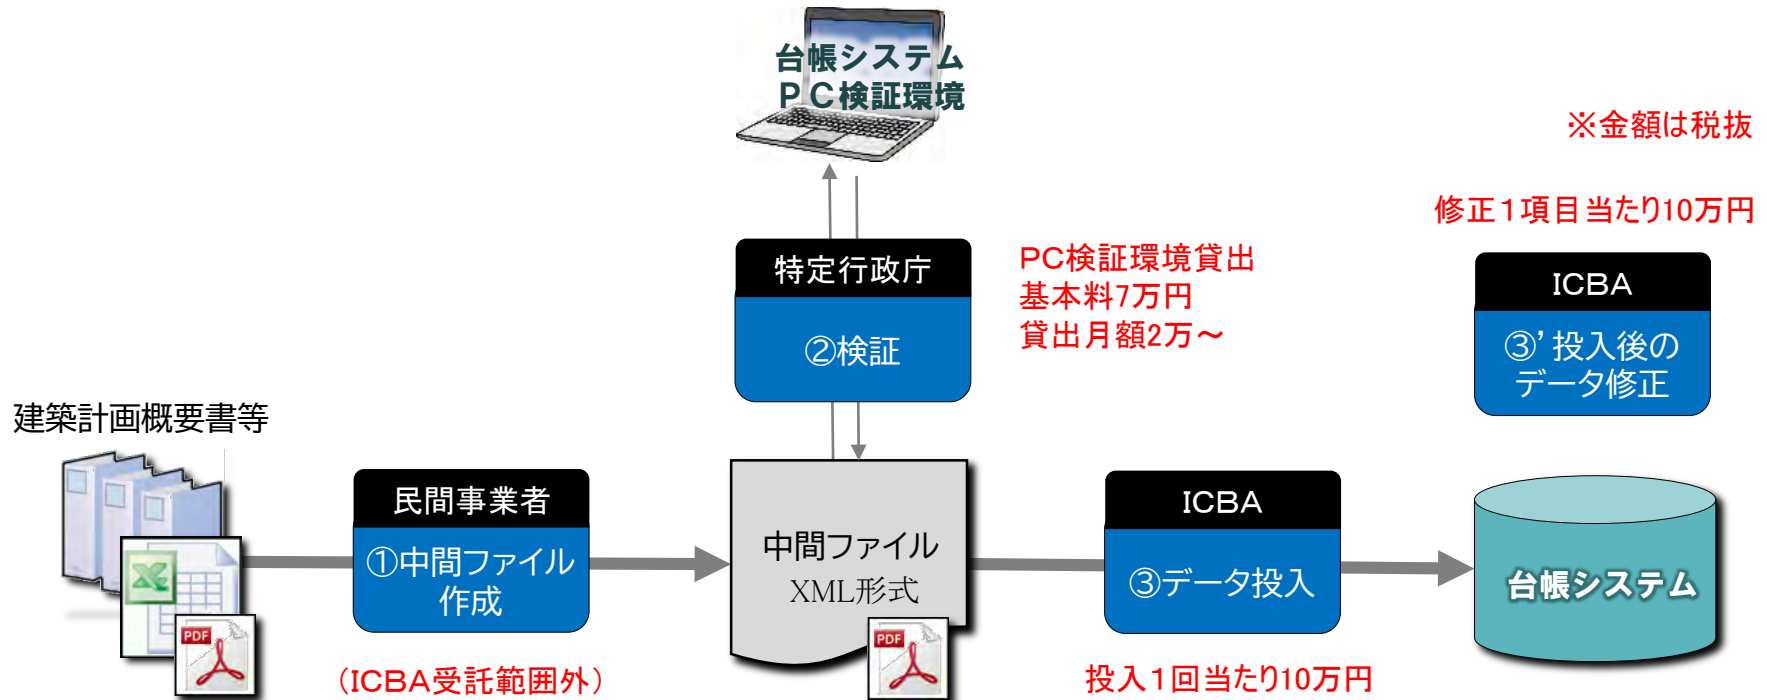 台帳システム
ＰＣ検証環境
※金額は税抜
修正１項目当たり10万円
特定行政庁
②検証
PC検証環境貸出
基本料7万円
貸出月額2万～
ICBA
③’投入後の
データ修正
建築計画概要書等
民間事業者
①中間ファイル
作成
(ICBA受託範囲外)
PDF
中間ファイル
XML形式
PDF
ICBA
③データ投入
投入１回当たり10万円
台帳システム